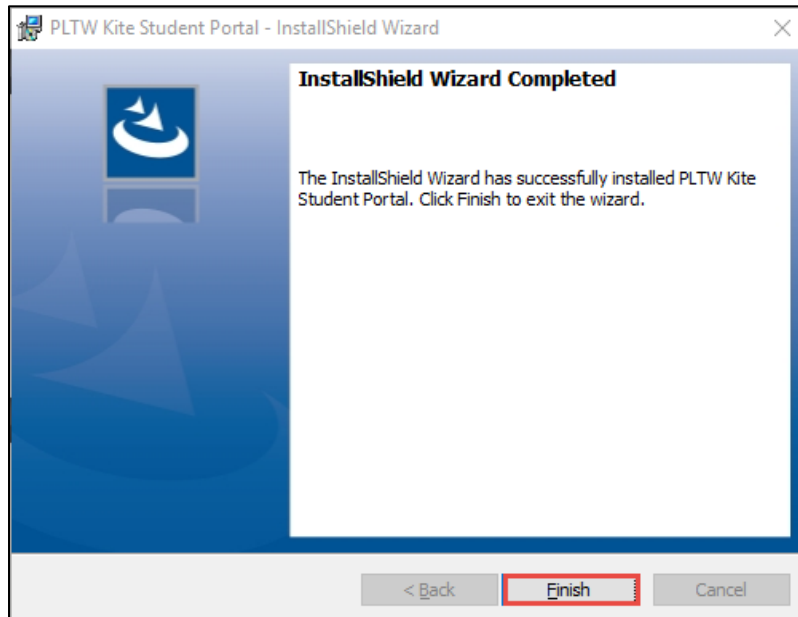 PLTW Kite Student Portal - InstallShield Wizard
InstallShield Wizard Completed
The InstallShield Wizard has successfully installed PLTW Kite
Student Portal. Click Finish to exit the wizard.
< Back
Finish
Cancel